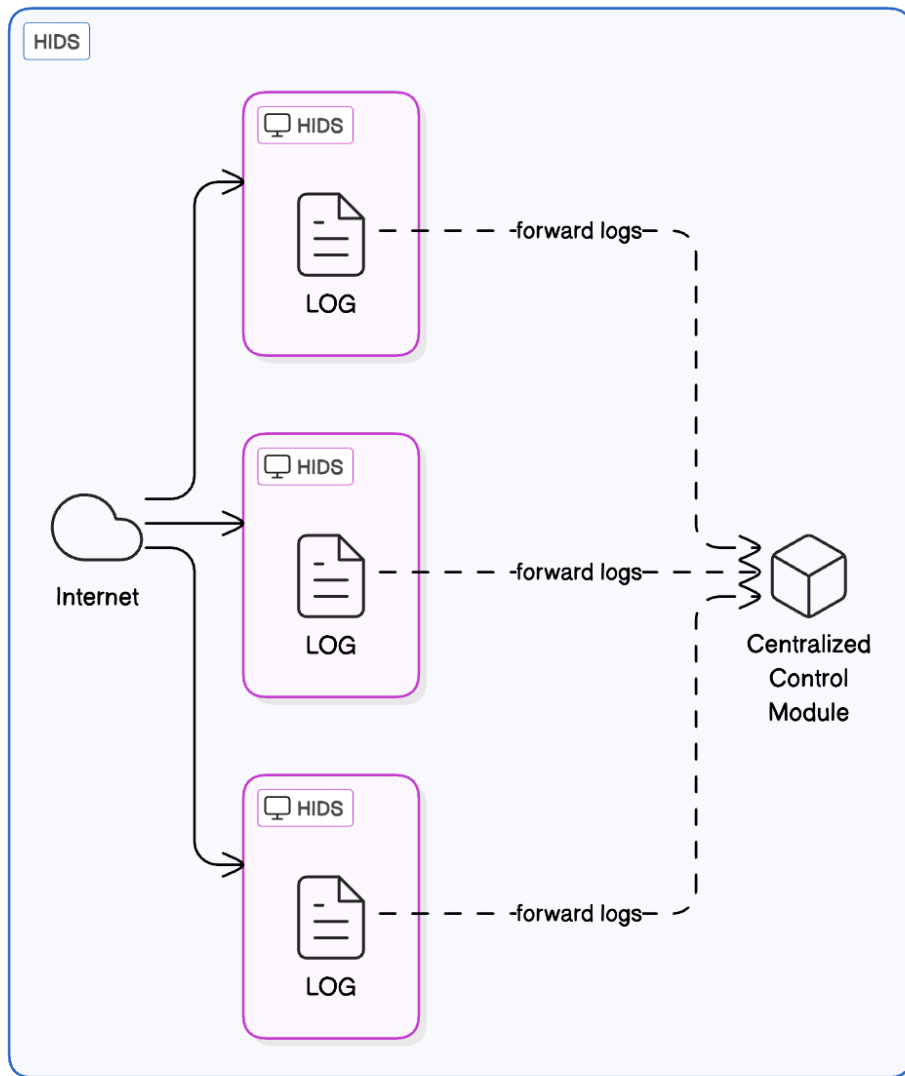 HIDS
HIDS
LOG
forward logs
HIDS
LOG
forward logs
Internet
Centralized
Control
Module
HIDS
LOG
forward logs